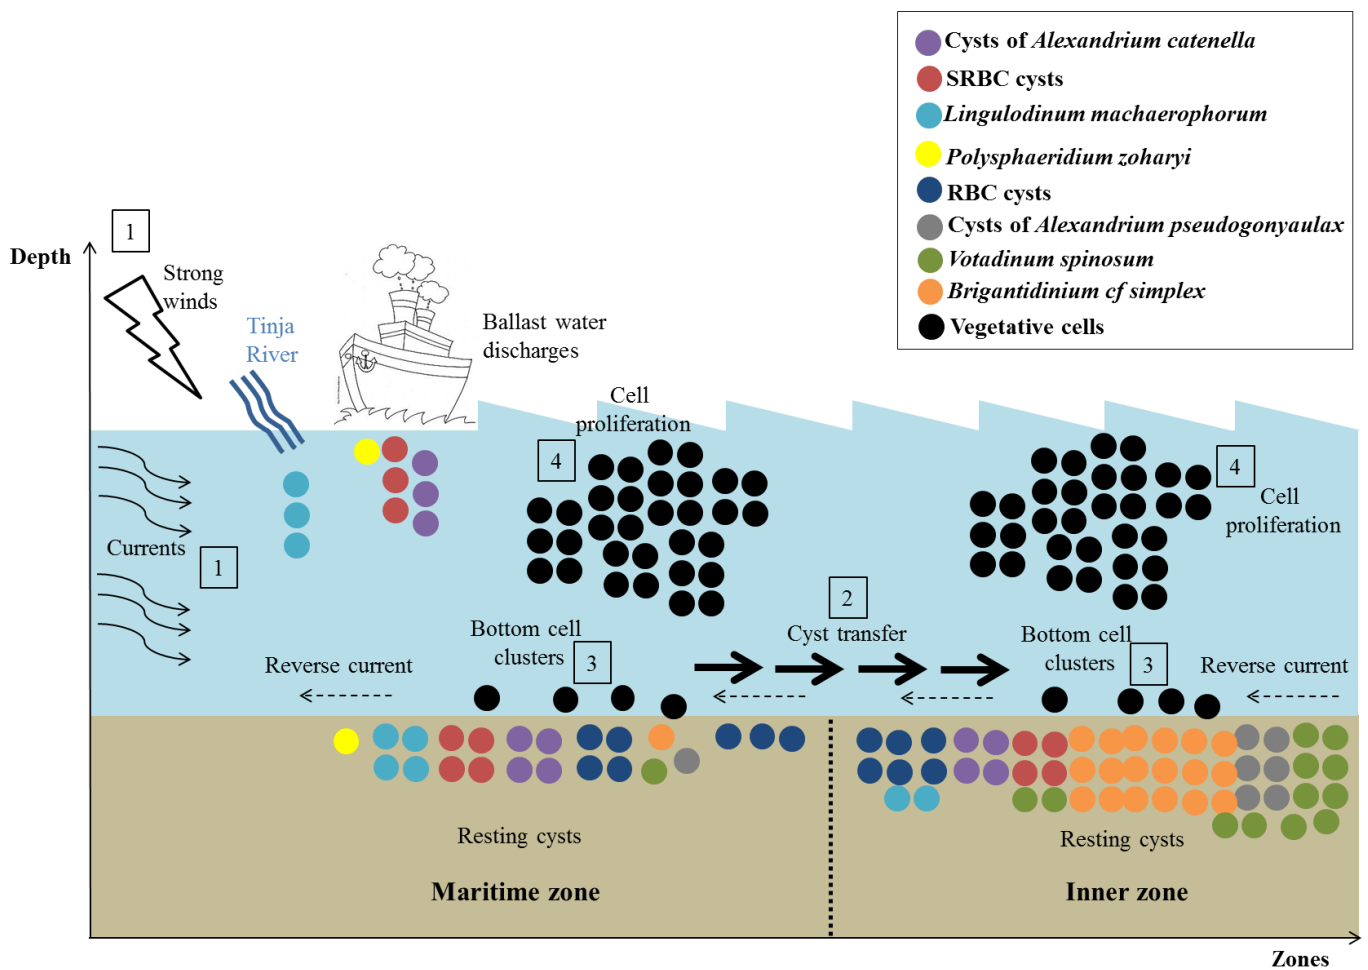 Cysts of Alexandrium catenella
SRBC cysts
Lingulodinum machaerophorum
Polysphaeridium zoharyi
RBC cysts
Cysts of Alexandrium pseudogonyaulax
Votadinum spinosum
Brigantidinium cf simplex
Vegetative cells
1
Depth
Strong
winds
Tinja
River
Ballast water
discharges
Cell
proliferation
4
4
Cell
proliferation
Currents
1
2
Cyst transfer
Bottom cell
clusters
3
Bottom cell
clusters
3
Reverse current
Reverse current
Resting cysts
Resting cysts
Maritime zone
Inner zone
Zones